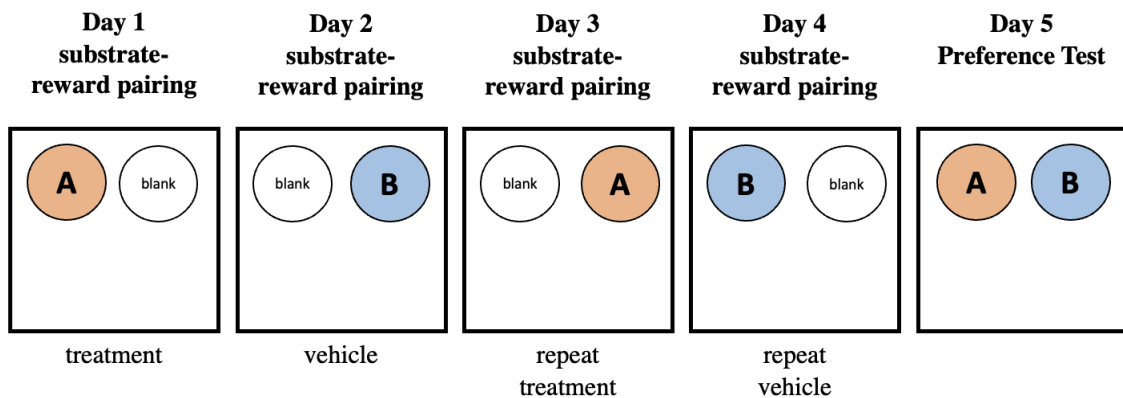 Day 1
substrate-
reward pairing
Day 2
substrate-
reward pairing
Day 3
substrate-
reward pairing
Day 4
substrate-
reward pairing
Day 5
Preference Test
A
blank
blank
B
blank
A
B
blank
A
B
treatment
vehicle
repeat
treatment
repeat
vehicle